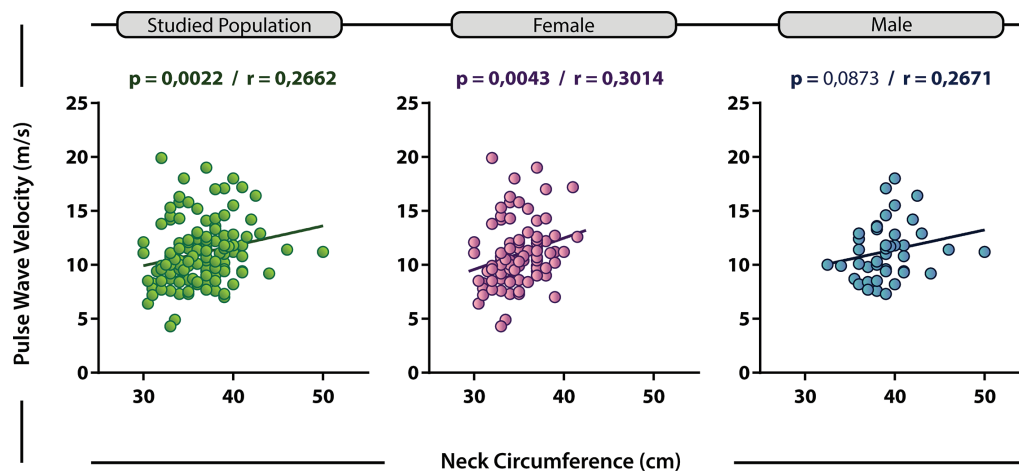 Studied Population
Female
Male
p = 0,0022 / r = 0,2662
p = 0,0043 / r = 0,3014
p = 0,0873 / r = 0,2671
Pulse Wave Velocity (m/s)
25
20
15
10
5
0
30 40 50
25
20
15
10
5
0
30 40 50
25
20
15
10
5
0
30 40 50
Neck Circumference (cm)